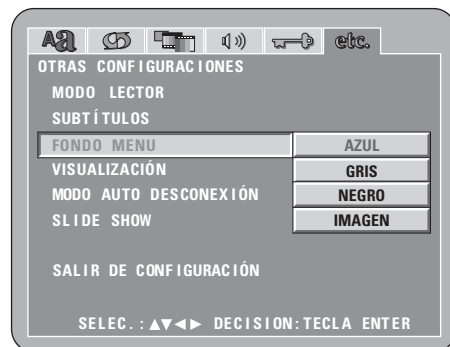 Aa etc.
OTRAS CONFIGURACIONES
MODO LECTOR
SUBTÍTULOS
FONDO MENU AZUL
VISUALIZACIÓN GRIS
MODO AUTO DESCONEXIÓN NEGRO
SLIDE SHOW IMAGEN
SALIR DE CONFIGURACIÓN
SELEC.:▲▼◄► DECISION:TECLA ENTER